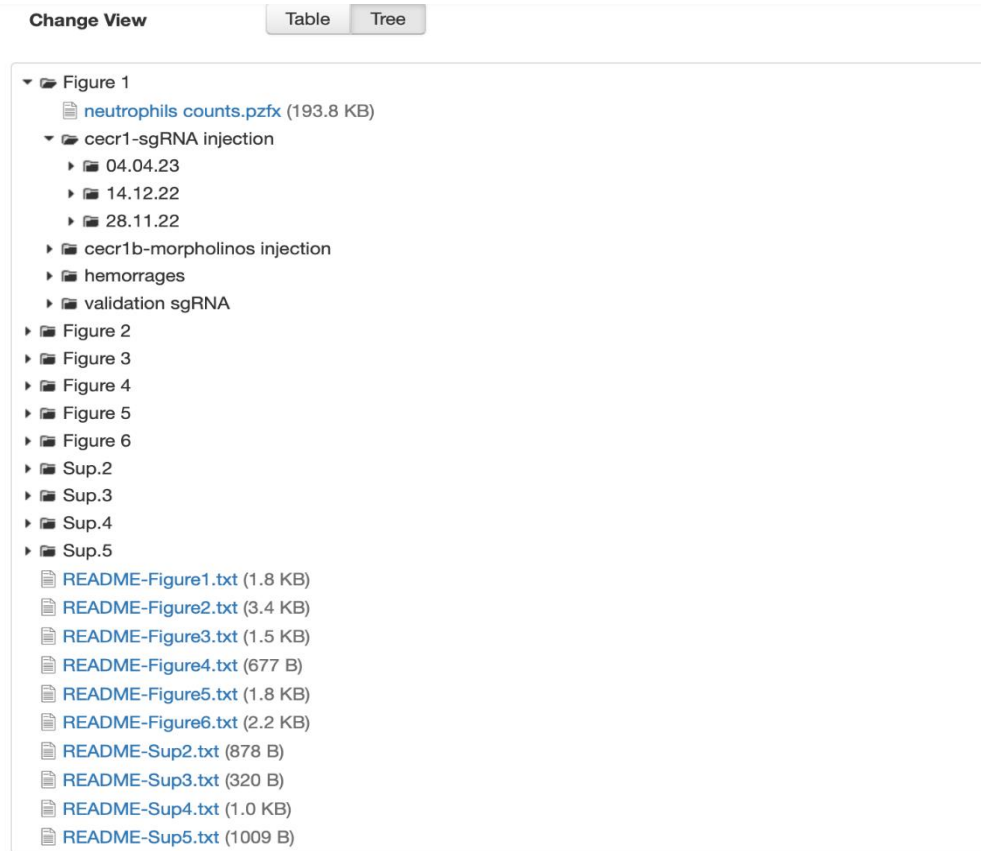 Change View Table Tree
Figure 1
neutrophils counts.pzfx (193.8 KB)
cecr1-sgRNA injection
04.04.23
14.12.22
28.11.22
cecr1b-morpholinos injection
hemorrages
validation sgRNA
Figure 2
Figure 3
Figure 4
Figure 5
Figure 6
Sup.2
Sup.3
Sup.4
Sup.5
README-Figure1.txt (1.8 KB)
README-Figure2.txt (3.4 KB)
README-Figure3.txt (1.5 KB)
README-Figure4.txt (677 B)
README-Figure5.txt (1.8 KB)
README-Figure6.txt (2.2 KB)
README-Sup2.txt (878 B)
README-Sup3.txt (320 B)
README-Sup4.txt (1.0 KB)
README-Sup5.txt (1009 B)